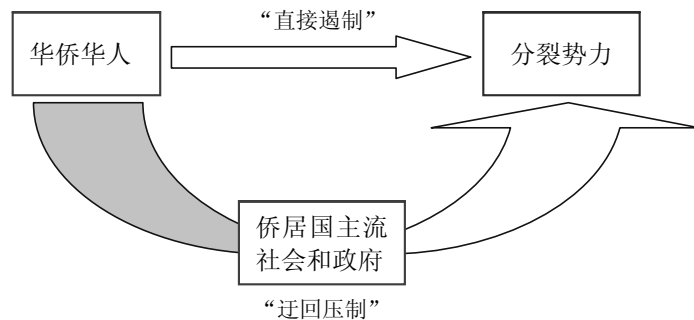 “直接遏制”
华侨华人
分裂势力
侨居国主流
社会和政府
“迂回压制”